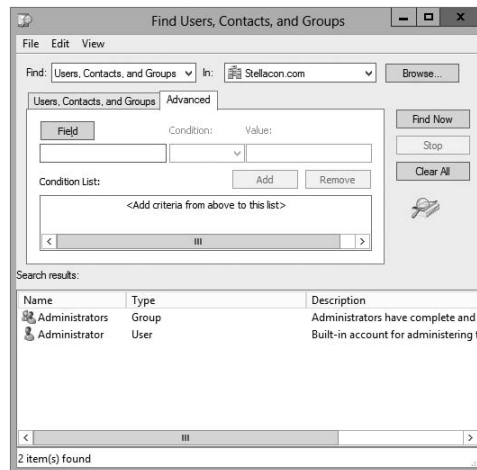 Find Users, Contacts, and Groups
File Edit View
Find: Users, Contacts, and Groups In: Stellacon.com Browse...
Users, Contacts, and Groups Advanced
Field Condition: Value:
Find Now
Stop
Condition List: Add Remove
Clear All
<Add criteria from above to this list>
Search results:
Name Type Description
Administrators Group Administrators have complete and
Administrator User Built-in account for administering
2 item(s) found